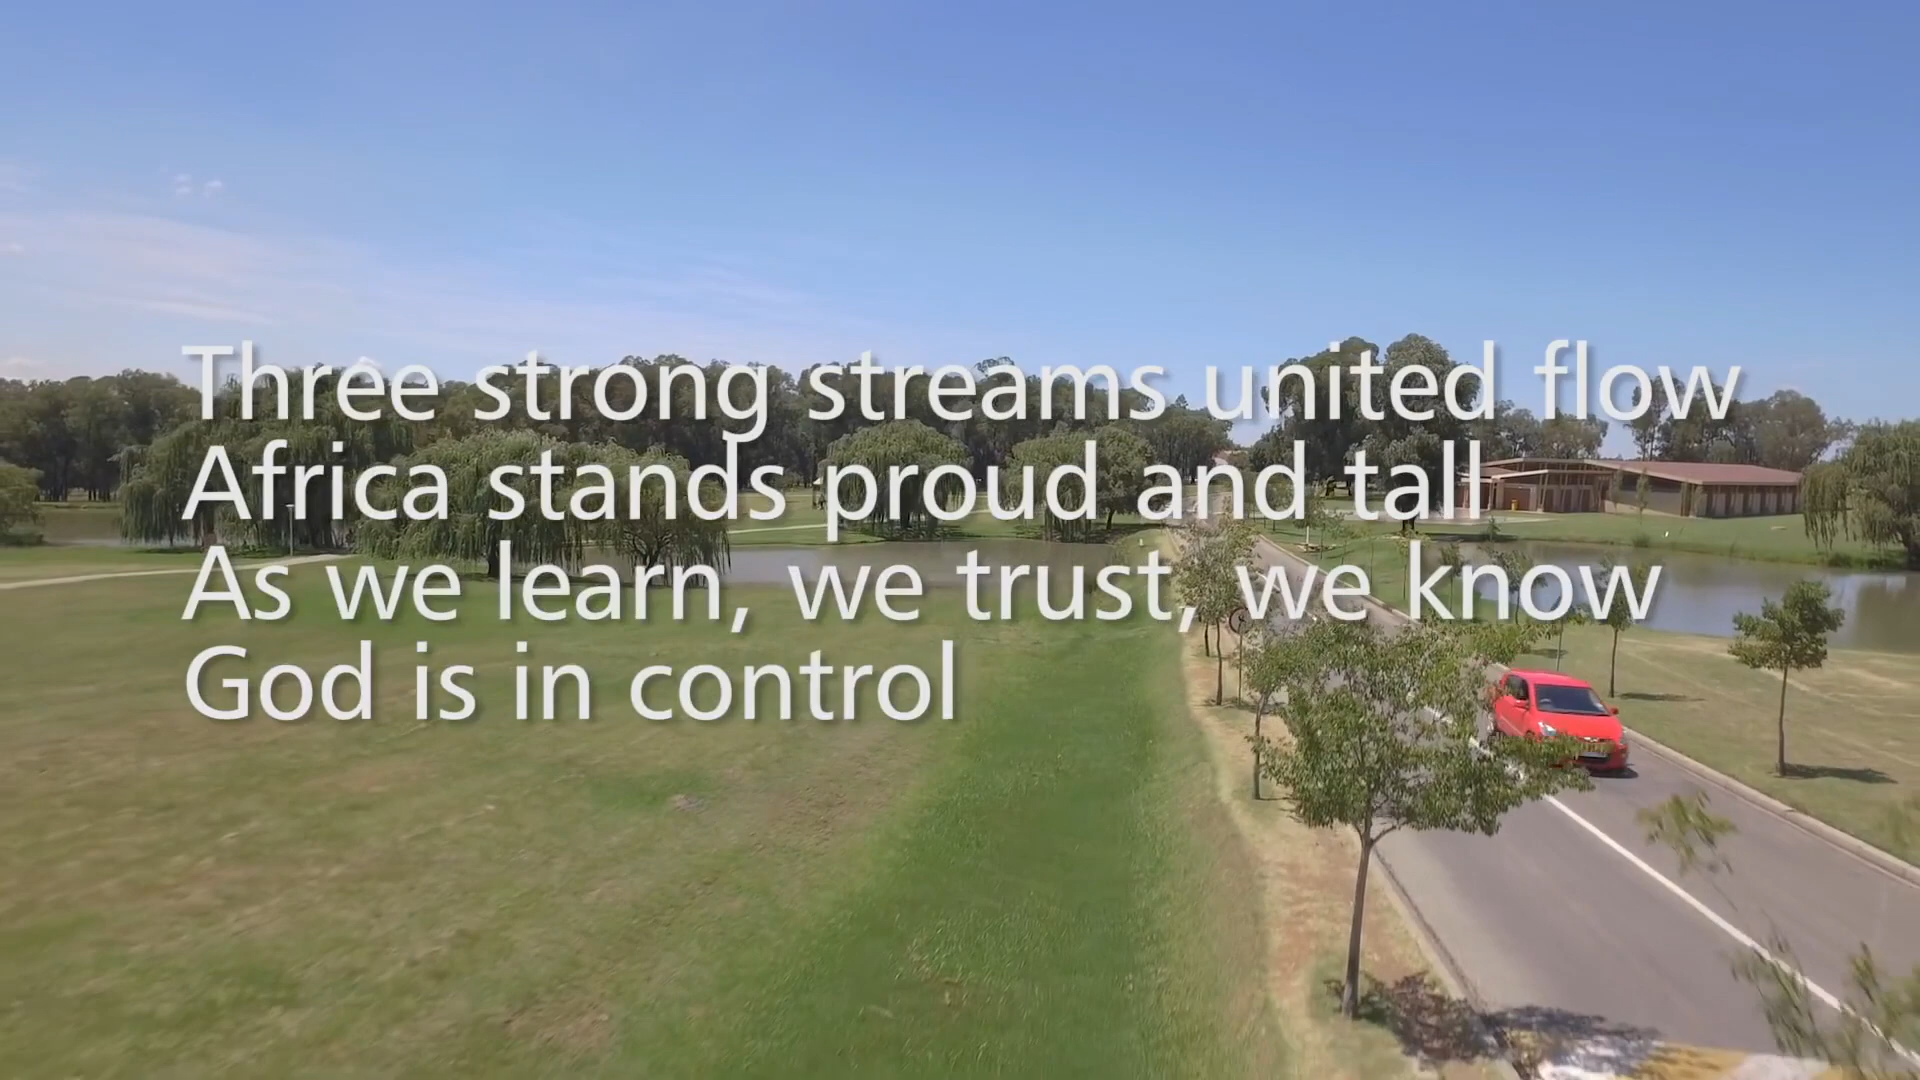 Three strong streams united flow
Africa stands proud and tall
As we learn, we trust, we know
God is in control